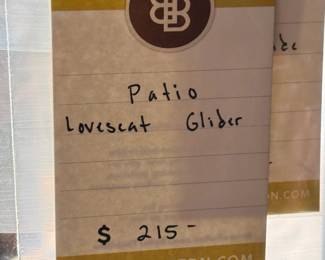 Patio
Loveseat Glider
$ 215-